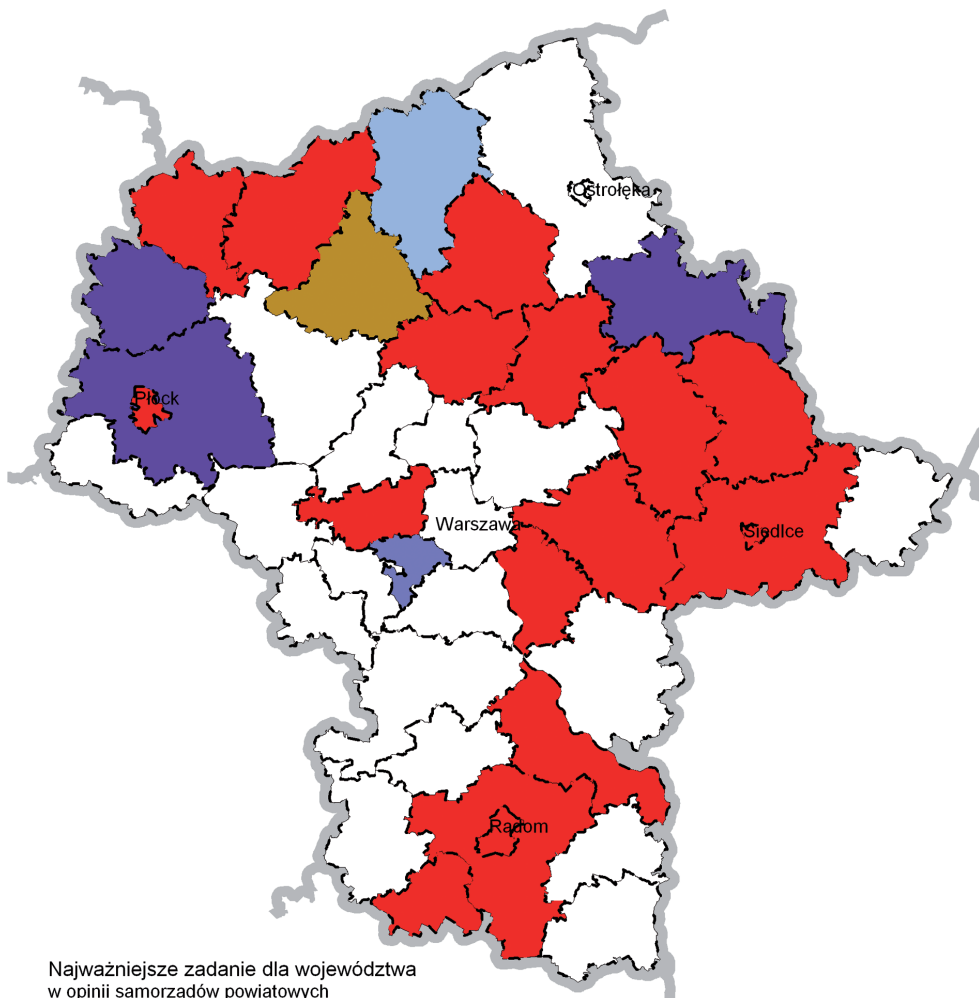 Ostrołęka
Płock
Warszawa
Siedlce
Radom
Najważniejsze zadanie dla województwa
w opinii samorządów powiatowych